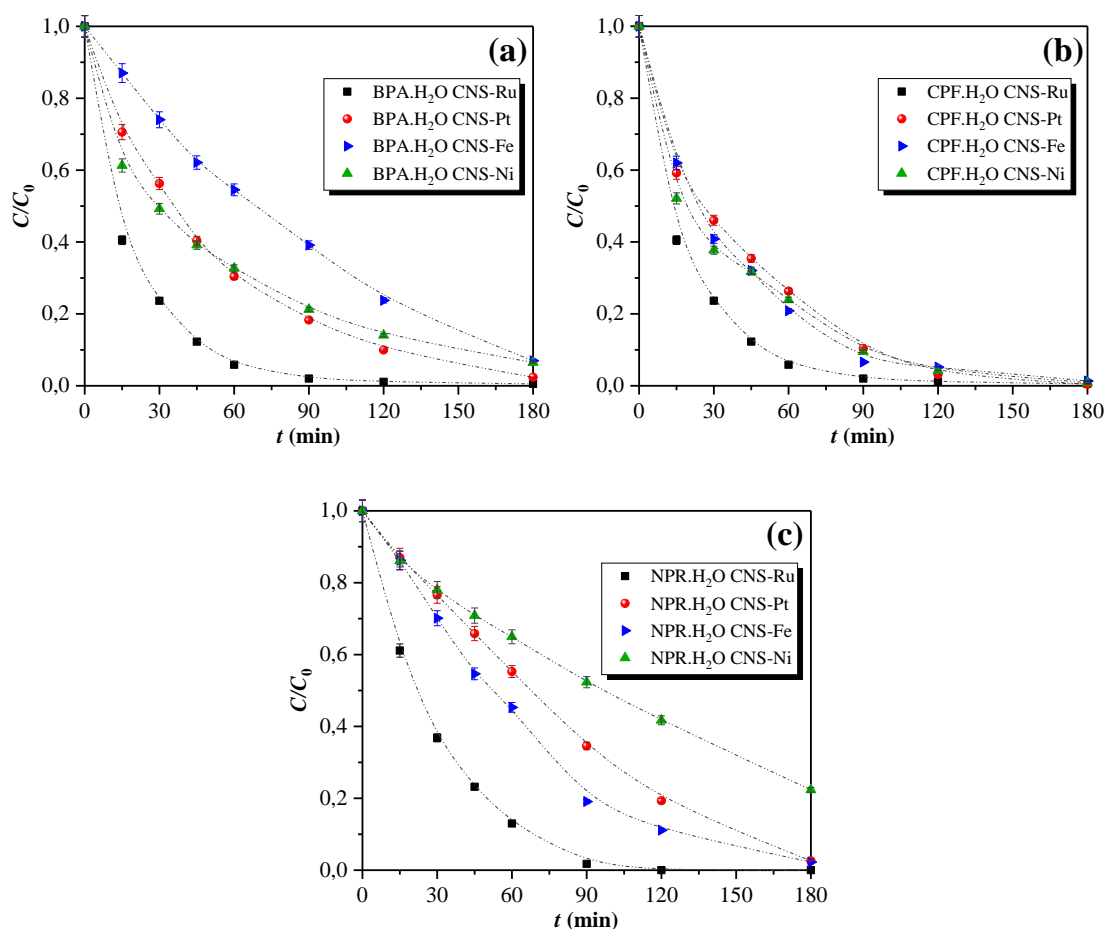 (a)
BPA.H₂O CNS-Ru
BPA.H₂O CNS-Pt
BPA.H₂O CNS-Fe
BPA.H₂O CNS-Ni
C/C₀
1,0
0,8
0,6
0,4
0,2
0,0
0 30 60 90 120 150 180
t (min)
(b)
CPF.H₂O CNS-Ru
CPF.H₂O CNS-Pt
CPF.H₂O CNS-Fe
CPF.H₂O CNS-Ni
C/C₀
1,0
0,8
0,6
0,4
0,2
0,0
0 30 60 90 120 150 180
t (min)
(c)
NPR.H₂O CNS-Ru
NPR.H₂O CNS-Pt
NPR.H₂O CNS-Fe
NPR.H₂O CNS-Ni
C/C₀
1,0
0,8
0,6
0,4
0,2
0,0
0 30 60 90 120 150 180
t (min)